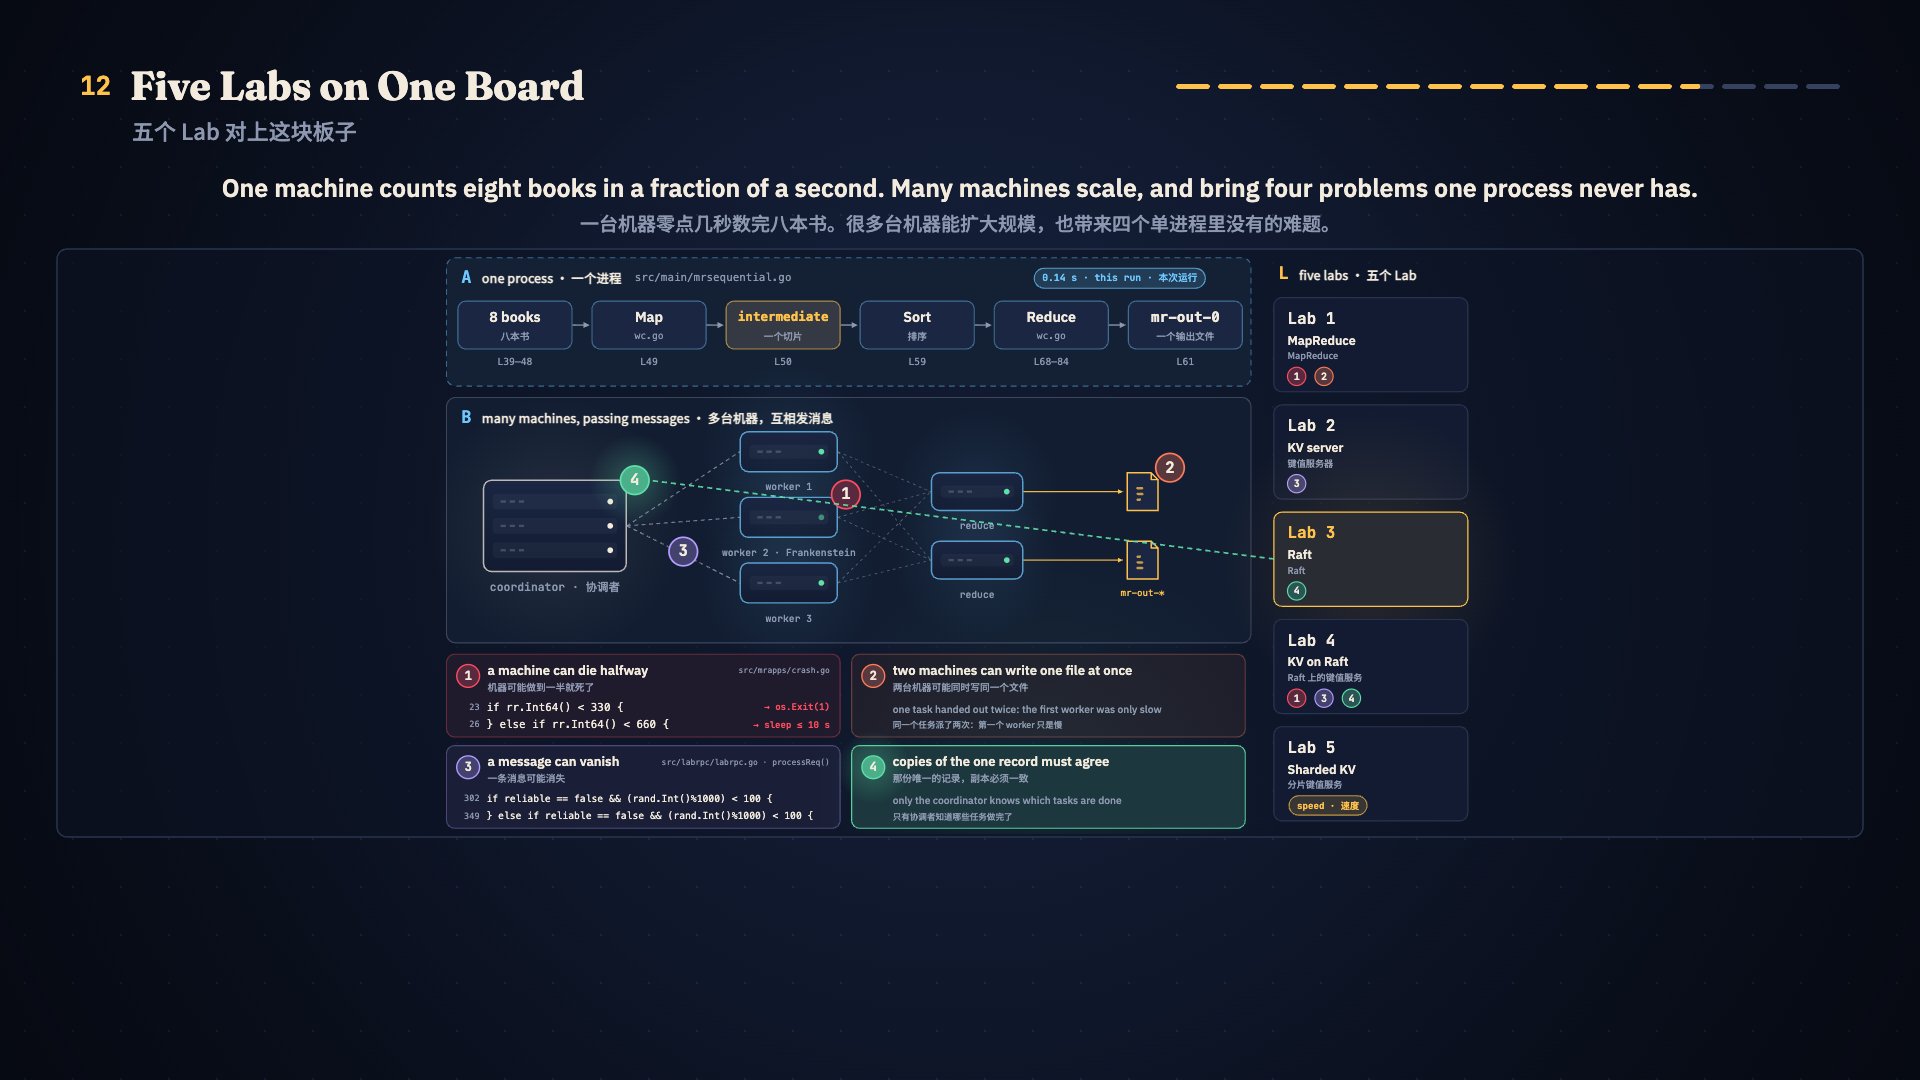 12 Five Labs on One Board
五个 Lab 对上这块板子
One machine counts eight books in a fraction of a second. Many machines scale, and bring four problems one process never has.
一台机器零点几秒数完八本书。很多台机器能扩大规模，也带来四个单进程里没有的难题。
A one process • 一个进程 src/main/mrsequential.go
0.14 s · this run · 本次运行
8 books
八本书
L39–48
Map
wc.go
L49
intermediate
一个切片
L50
Sort
排序
L59
Reduce
wc.go
L68–84
mr-out-0
一个输出文件
L61
B many machines, passing messages • 多台机器，互相发消息
4
coordinator · 协调者
3
worker 1
1
worker 2 · Frankenstein
worker 3
reduce
reduce
2
mr-out-*
1 a machine can die halfway src/mrapps/crash.go
机器可能做到一半就死了
23 if rr.Int64() < 330 { → os.Exit(1)
26 } else if rr.Int64() < 660 { → sleep ≤ 10 s
2 two machines can write one file at once
两台机器可能同时写同一个文件
one task handed out twice: the first worker was only slow
同一个任务派了两次：第一个 worker 只是慢
3 a message can vanish src/labrpc/labrpc.go · processReq()
一条消息可能消失
302 if reliable == false && (rand.Int()%1000) < 100 {
349 } else if reliable == false && (rand.Int()%1000) < 100 {
4 copies of the one record must agree
那份唯一的记录，副本必须一致
only the coordinator knows which tasks are done
只有协调者知道哪些任务做完了
L five labs • 五个 Lab
Lab 1
MapReduce
MapReduce
1 2
Lab 2
KV server
键值服务器
3
Lab 3
Raft
Raft
4
Lab 4
KV on Raft
Raft 上的键值服务
1 3 4
Lab 5
Sharded KV
分片键值服务
speed · 速度